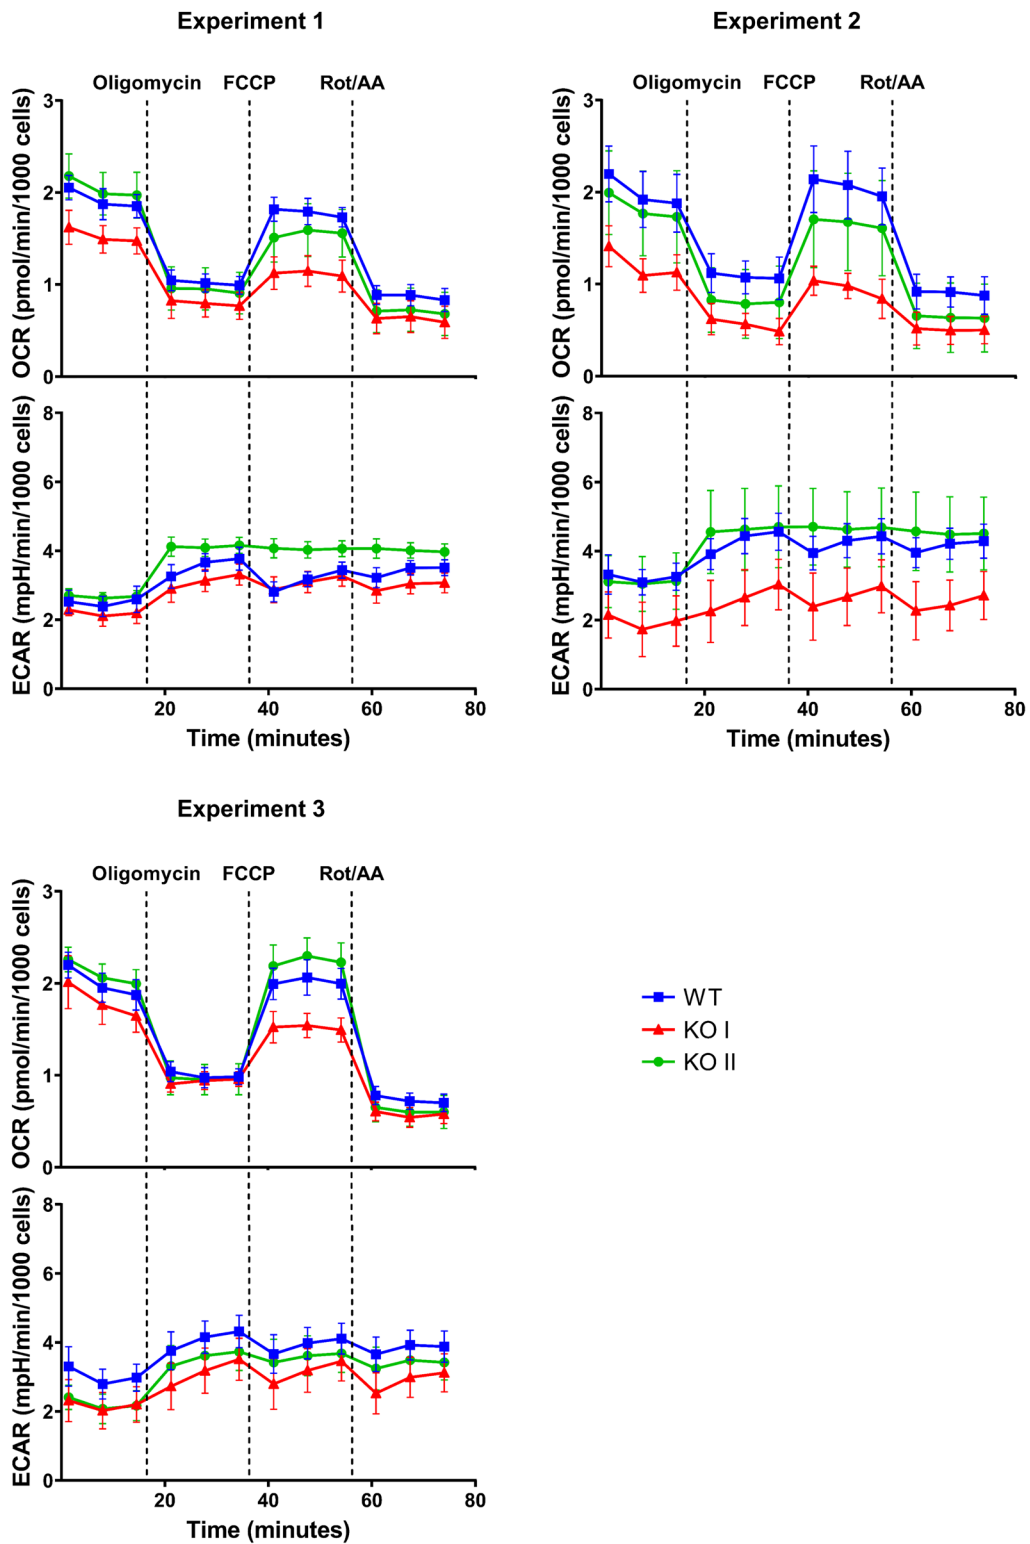 Experiment 1
Oligomycin FCCP Rot/AA
OCR (pmol/min/1000 cells)
3
2
1
0
ECAR (mpH/min/1000 cells)
8
6
4
2
0
20 40 60 80
Time (minutes)
Experiment 2
Oligomycin FCCP Rot/AA
OCR (pmol/min/1000 cells)
3
2
1
0
ECAR (mpH/min/1000 cells)
8
6
4
2
0
20 40 60 80
Time (minutes)
Experiment 3
Oligomycin FCCP Rot/AA
OCR (pmol/min/1000 cells)
3
2
1
0
ECAR (mpH/min/1000 cells)
8
6
4
2
0
20 40 60 80
Time (minutes)
WT
KO I
KO II